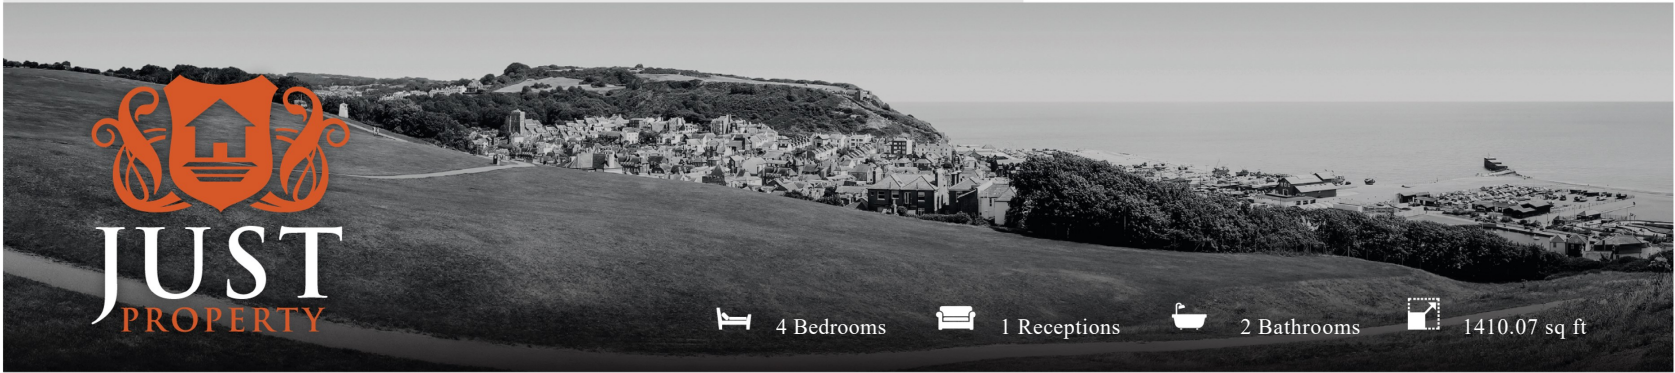 JUST
PROPERTY
4 Bedrooms
1 Receptions
2 Bathrooms
1410.07 sq ft